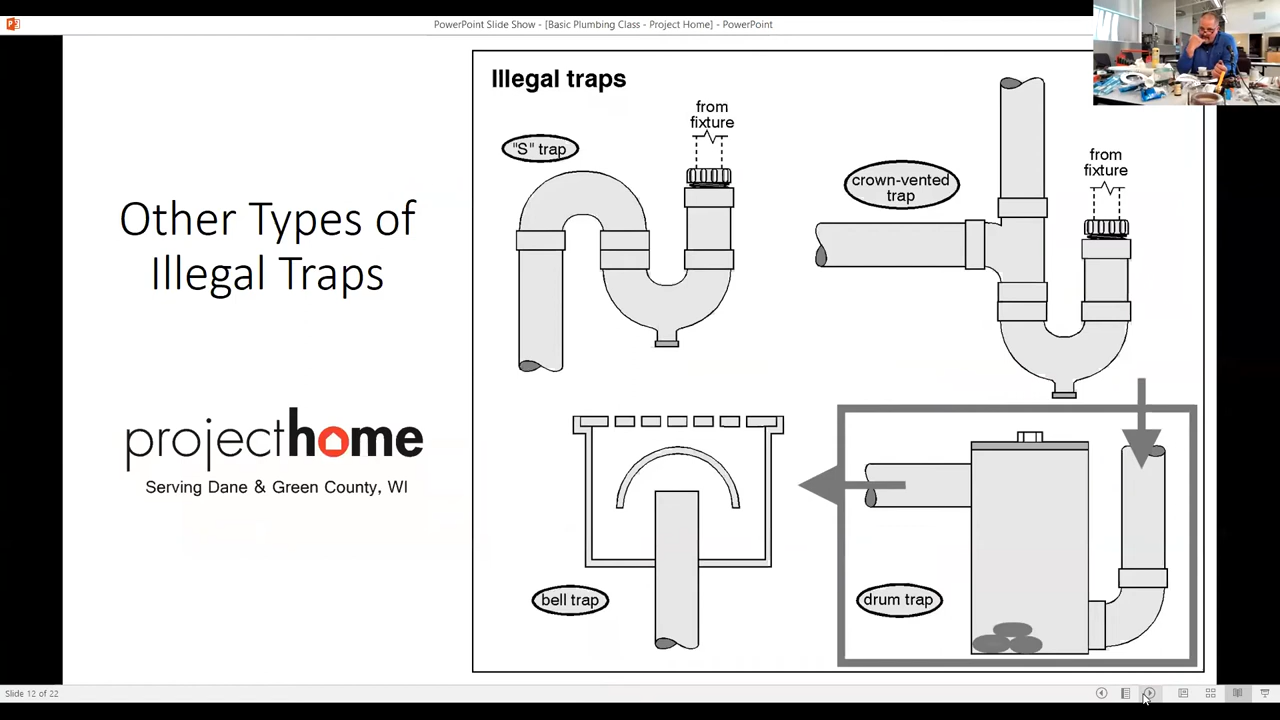 PowerPoint Slide Show - [Basic Plumbing Class - Project Home] - PowerPoint
Other Types of
Illegal Traps
projecthome
Serving Dane & Green County, WI
Illegal traps
"S" trap
from
fixture
crown-vented
trap
from
fixture
bell trap
drum trap
Slide 12 of 22